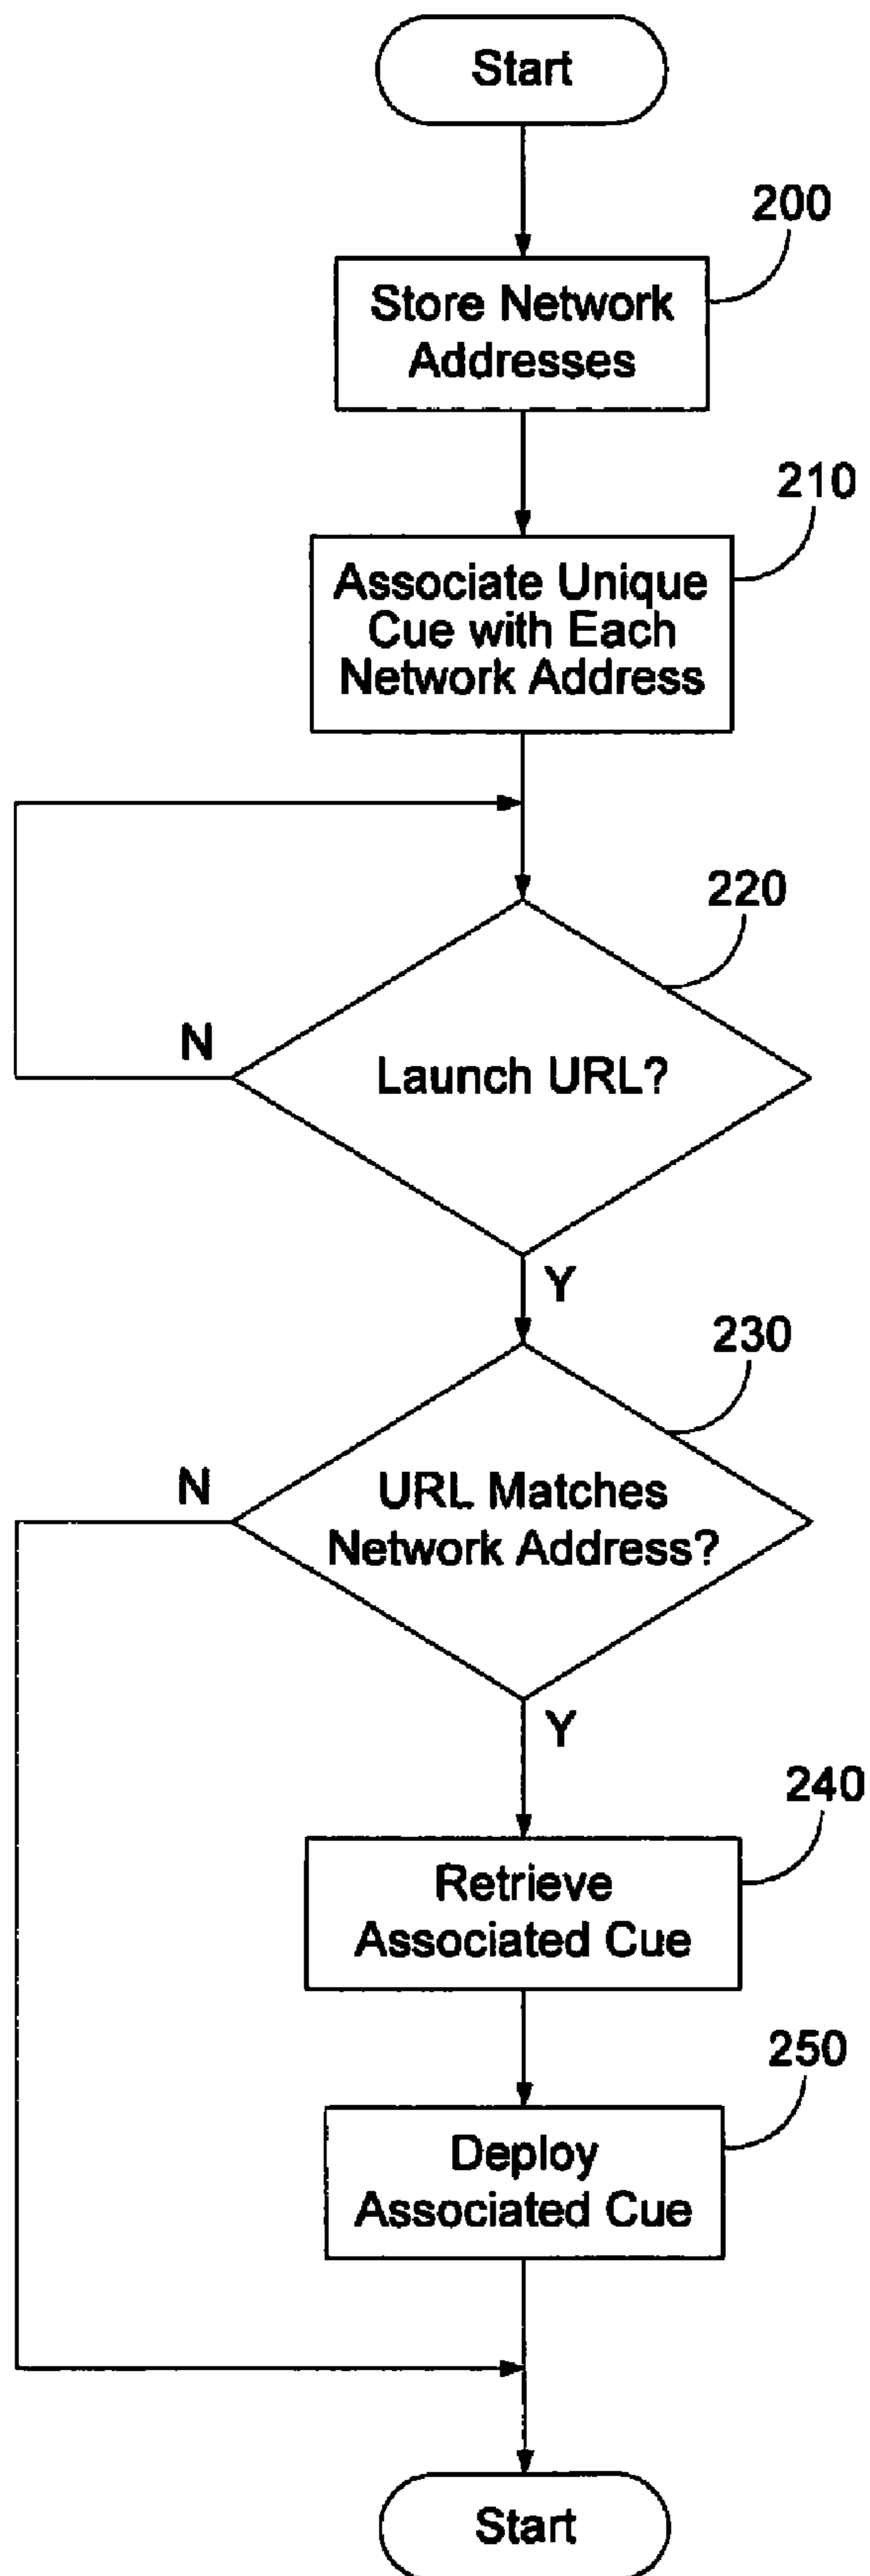 Start
200
Store Network
Addresses
210
Associate Unique
Cue with Each
Network Address
220
N
Launch URL?
Y
230
N
URL Matches
Network Address?
Y
240
Retrieve
Associated Cue
250
Deploy
Associated Cue
Start